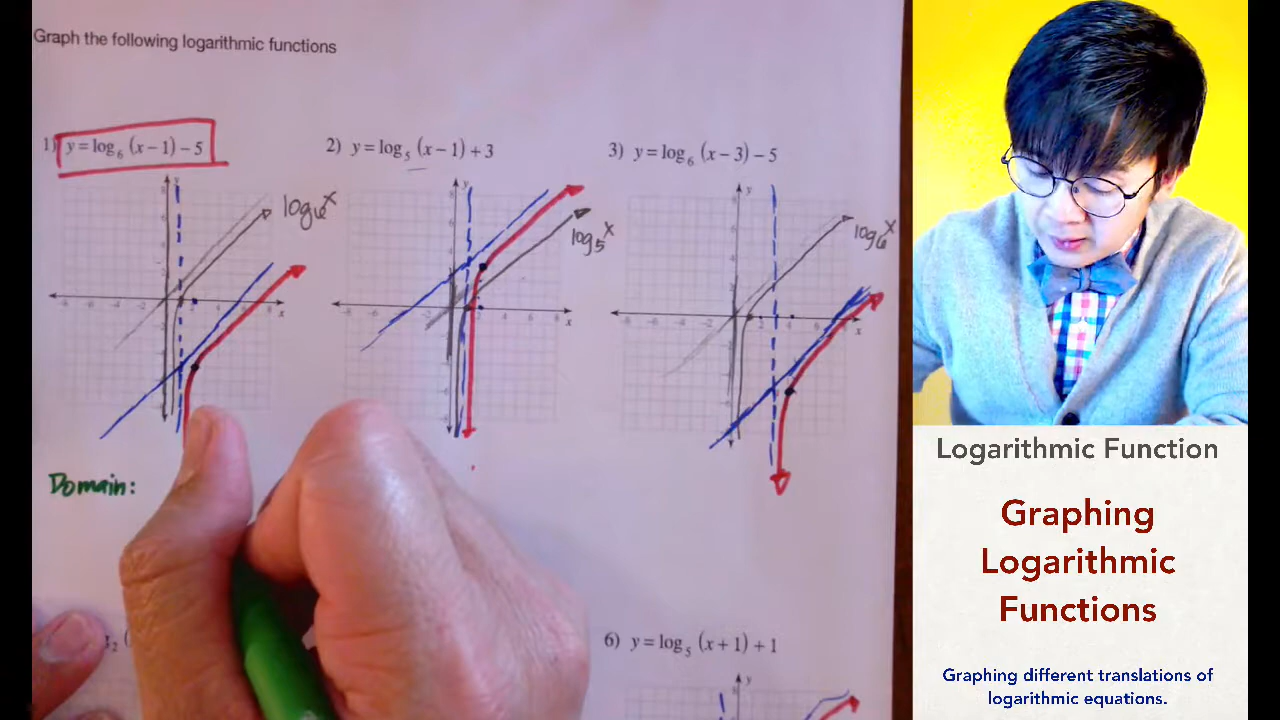 Graph the following logarithmic functions
1) y = log₆ (x − 1) − 5
2) y = log₅ (x − 1) + 3
3) y = log₆ (x − 3) − 5
log₆ˣ
log₅ˣ
log₆ˣ
Domain:
6) y = log₅ (x + 1) + 1
Logarithmic Function
Graphing
Logarithmic
Functions
Graphing different translations of
logarithmic equations.